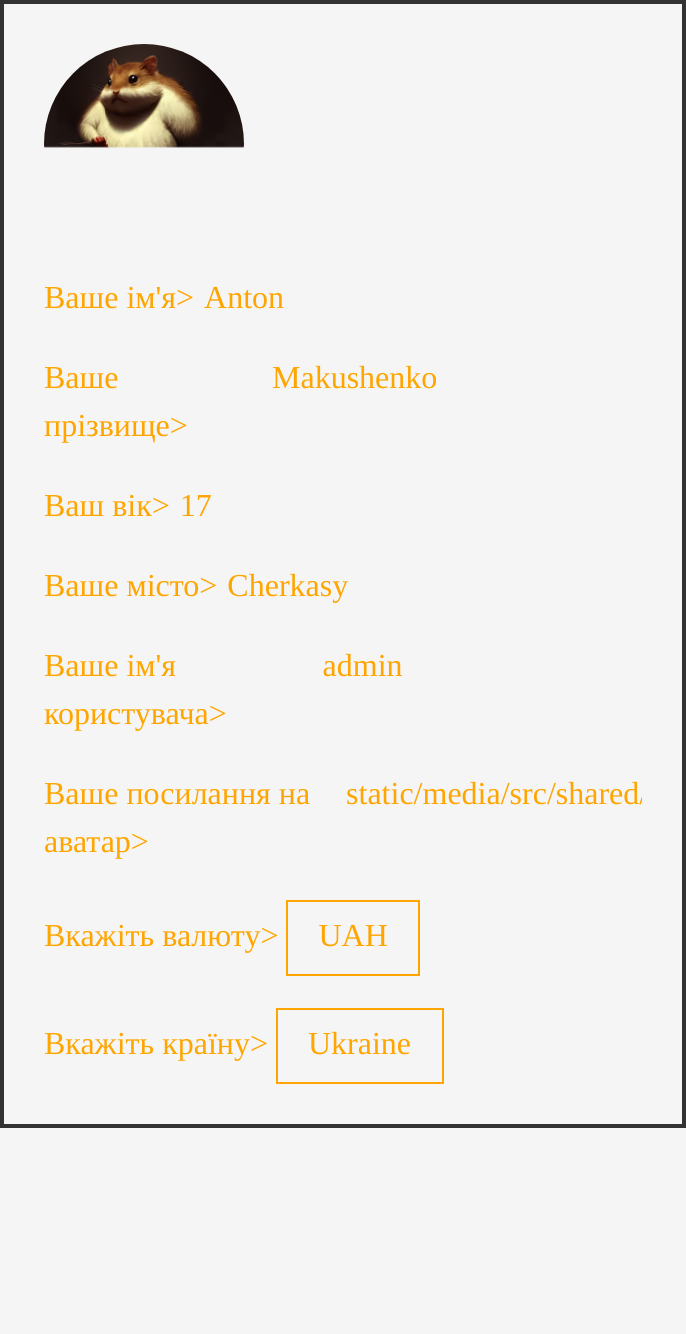 Ваше ім'я> Anton
Ваше Makushenko
прізвище>
Ваш вік> 17
Ваше місто> Cherkasy
Ваше ім'я admin
користувача>
Ваше посилання на static/media/src/shared/
аватар>
Вкажіть валюту> UAH
Вкажіть країну> Ukraine